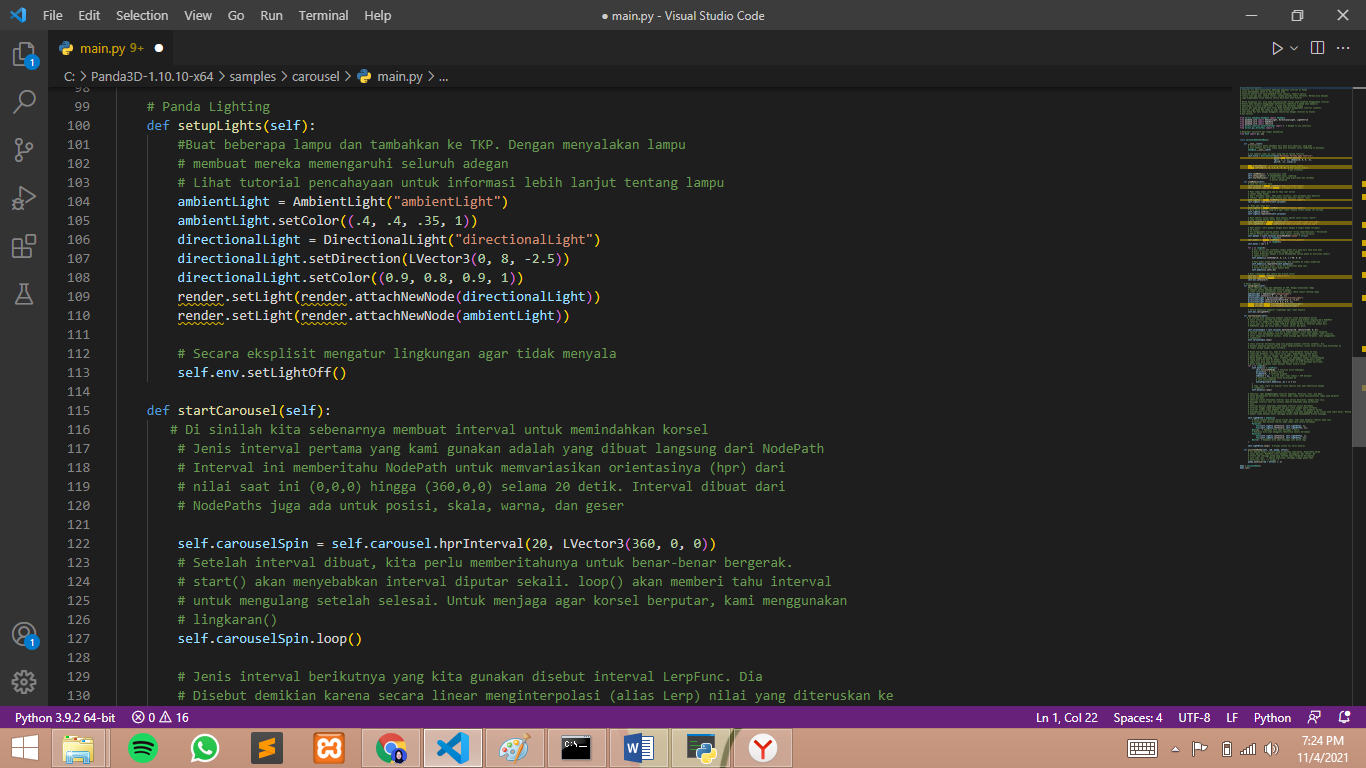 File Edit Selection View Go Run Terminal Help
● main.py - Visual Studio Code
main.py 9+ ●
C: > Panda3D-1.10.10-x64 > samples > carousel > main.py > ...
98
99 # Panda Lighting
100 def setupLights(self):
101 #Buat beberapa lampu dan tambahkan ke TKP. Dengan menyalakan lampu
102 # membuat mereka memengaruhi seluruh adegan
103 # Lihat tutorial pencahayaan untuk informasi lebih lanjut tentang lampu
104 ambientLight = AmbientLight("ambientLight")
105 ambientLight.setColor((.4, .4, .35, 1))
106 directionalLight = DirectionalLight("directionalLight")
107 directionalLight.setDirection(LVector3(0, 8, -2.5))
108 directionalLight.setColor((0.9, 0.8, 0.9, 1))
109 render.setLight(render.attachNewNode(directionalLight))
110 render.setLight(render.attachNewNode(ambientLight))
111
112 # Secara eksplisit mengatur lingkungan agar tidak menyala
113 self.env.setLightOff()
114
115 def startCarousel(self):
116 # Di sinilah kita sebenarnya membuat interval untuk memindahkan korsel
117 # Jenis interval pertama yang kami gunakan adalah yang dibuat langsung dari NodePath
118 # Interval ini memberitahu NodePath untuk memvariasikan orientasinya (hpr) dari
119 # nilai saat ini (0,0,0) hingga (360,0,0) selama 20 detik. Interval dibuat dari
120 # NodePaths juga ada untuk posisi, skala, warna, dan geser
121
122 self.carouselSpin = self.carousel.hprInterval(20, LVector3(360, 0, 0))
123 # Setelah interval dibuat, kita perlu memberitahunya untuk benar-benar bergerak.
124 # start() akan menyebabkan interval diputar sekali. loop() akan memberi tahu interval
125 # untuk mengulang setelah selesai. Untuk menjaga agar korsel berputar, kami menggunakan
126 # lingkaran()
127 self.carouselSpin.loop()
128
129 # Jenis interval berikutnya yang kita gunakan disebut interval LerpFunc. Dia
130 # Disebut demikian karena secara linear menginterpolasi (alias Lerp) nilai yang diteruskan ke
1
1
Python 3.9.2 64-bit 0 16 Ln 1, Col 22 Spaces: 4 UTF-8 LF Python
7:24 PM
11/4/2021